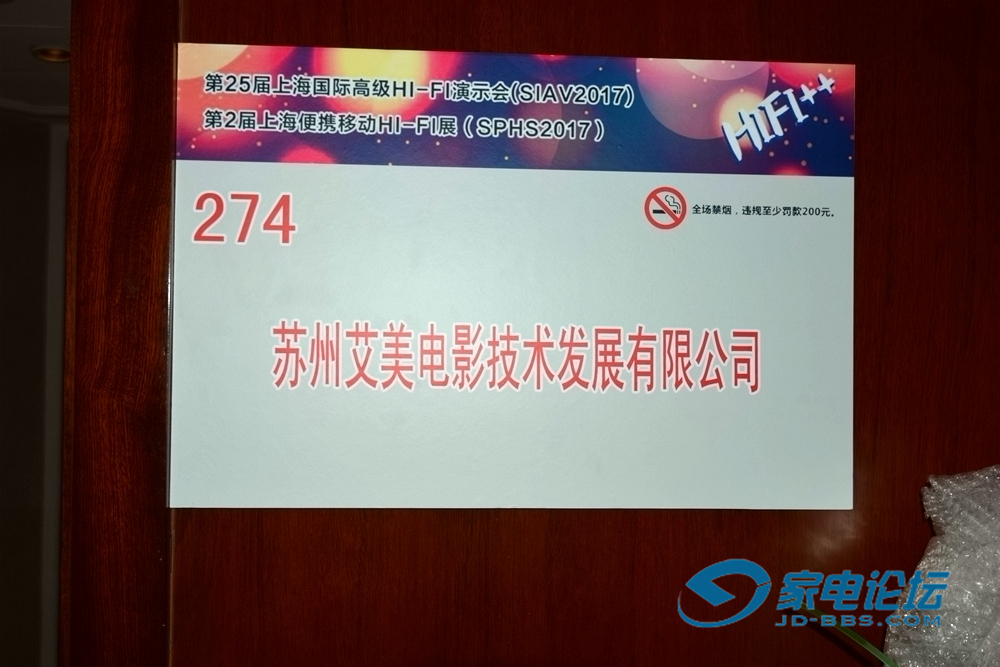 第25届上海国际高级HI-FI演示会(SIAV2017)
第2届上海便携移动HI-FI展（SPHS2017）
HIFI++
274
全场禁烟，违规至少罚款200元。
苏州艾美电影技术发展有限公司
家电论坛
JD-BBS.COM